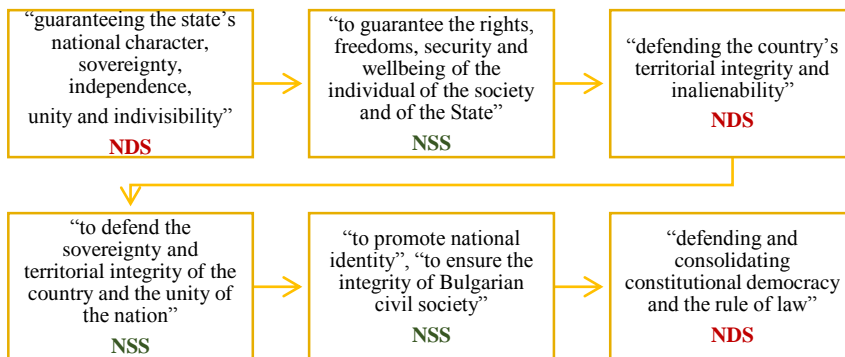 “guaranteeing the state’s
national character,
sovereignty,
independence,
unity and indivisibility”
NDS
“to guarantee the rights,
freedoms, security and
wellbeing of the
individual of the society
and of the State”
NSS
“defending the country’s
territorial integrity and
inalienability”
NDS
“to defend the
sovereignty and
territorial integrity of the
country and the unity of
the nation”
NSS
“to promote national
identity”, “to ensure the
integrity of Bulgarian
civil society”
NSS
“defending and
consolidating
constitutional democracy
and the rule of law”
NDS